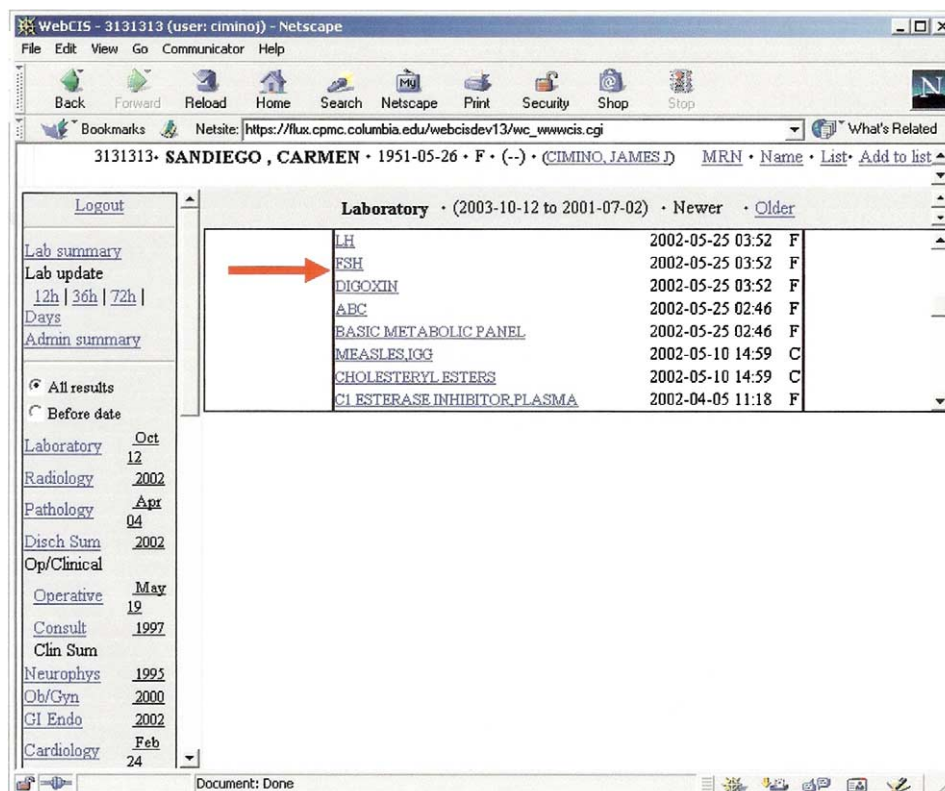 WebCIS - 3131313 (user: ciminoj) - Netscape
File Edit View Go Communicator Help
My N
Back Forward Reload Home Search Netscape Print Security Shop Stop
Bookmarks Netsite: https://flux.cpmc.columbia.edu/webcisdev13/wc_wwwcis.cgi What's Related
3131313• SANDIEGO , CARMEN • 1951-05-26 • F • (--) • (CIMINO, JAMES J) MRN • Name • List• Add to list
Logout
Lab summary
Lab update
12h | 36h | 72h |
Days
Admin summary
All results
Before date
Laboratory Oct
12
Radiology 2002
Pathology Apr
04
Disch Sum 2002
Op/Clinical
Operative May
19
Consult 1997
Clin Sum
Neurophys 1995
Ob/Gyn 2000
GI Endo 2002
Cardiology Feb
24
Laboratory • (2003-10-12 to 2001-07-02) • Newer • Older
LH 2002-05-25 03:52 F
FSH 2002-05-25 03:52 F
DIGOXIN 2002-05-25 03:52 F
ABC 2002-05-25 02:46 F
BASIC METABOLIC PANEL 2002-05-25 02:46 F
MEASLES,IGG 2002-05-10 14:59 C
CHOLESTERYL ESTERS 2002-05-10 14:59 C
C1 ESTERASE INHIBITOR,PLASMA 2002-04-05 11:18 F
Document: Done